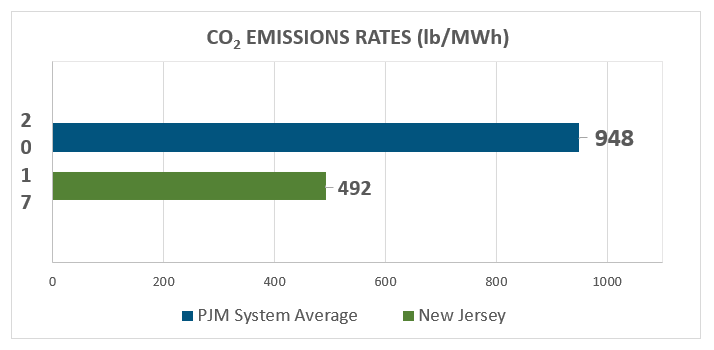 CO2 EMISSIONS RATES (lb/MWh)
2
0
1
7
948
492
0 200 400 600 800 1000
PJM System Average New Jersey